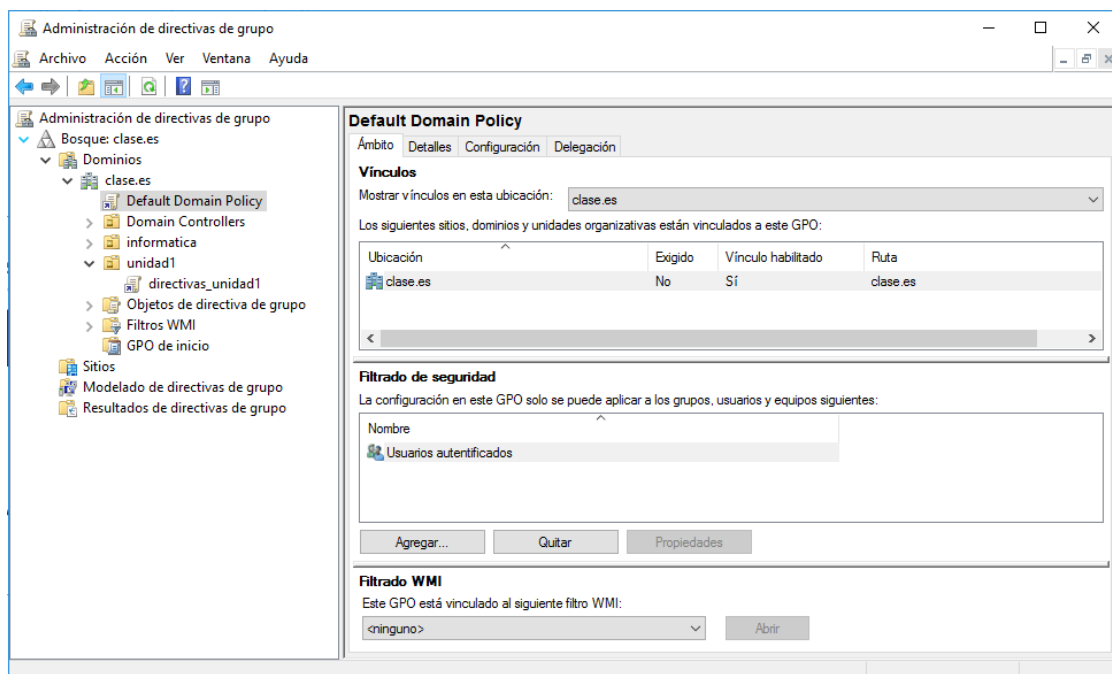 Administración de directivas de grupo
Archivo Acción Ver Ventana Ayuda
Administración de directivas de grupo
Bosque: clase.es
Dominios
clase.es
Default Domain Policy
Domain Controllers
informatica
unidad1
directivas_unidad1
Objetos de directiva de grupo
Filtros WMI
GPO de inicio
Sitios
Modelado de directivas de grupo
Resultados de directivas de grupo
Default Domain Policy
Ámbito Detalles Configuración Delegación
Vínculos
Mostrar vínculos en esta ubicación: clase.es
Los siguientes sitios, dominios y unidades organizativas están vinculados a este GPO:
Ubicación Exigido Vínculo habilitado Ruta
clase.es No Sí clase.es
Filtrado de seguridad
La configuración en este GPO solo se puede aplicar a los grupos, usuarios y equipos siguientes:
Nombre
Usuarios autentificados
Agregar... Quitar Propiedades
Filtrado WMI
Este GPO está vinculado al siguiente filtro WMI:
<ninguno> Abrir